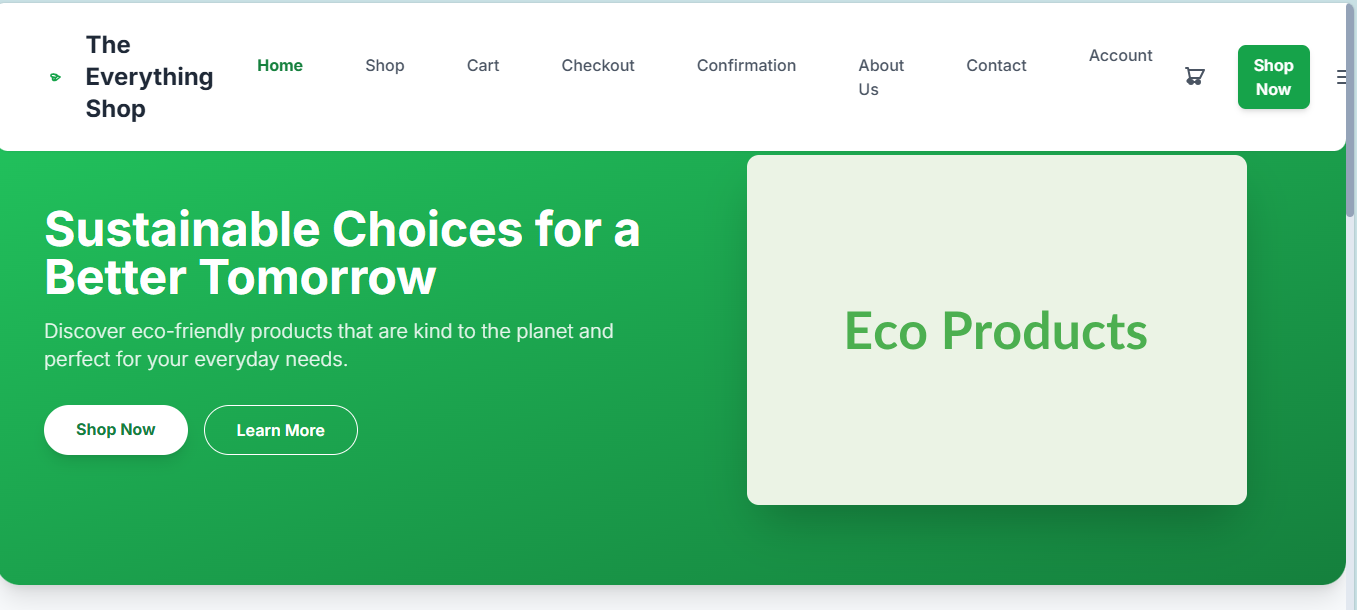 The
Everything
Shop
Home
Shop
Cart
Checkout
Confirmation
About
Us
Contact
Account
Shop
Now
Sustainable Choices for a
Better Tomorrow
Discover eco-friendly products that are kind to the planet and
perfect for your everyday needs.
Shop Now
Learn More
Eco Products